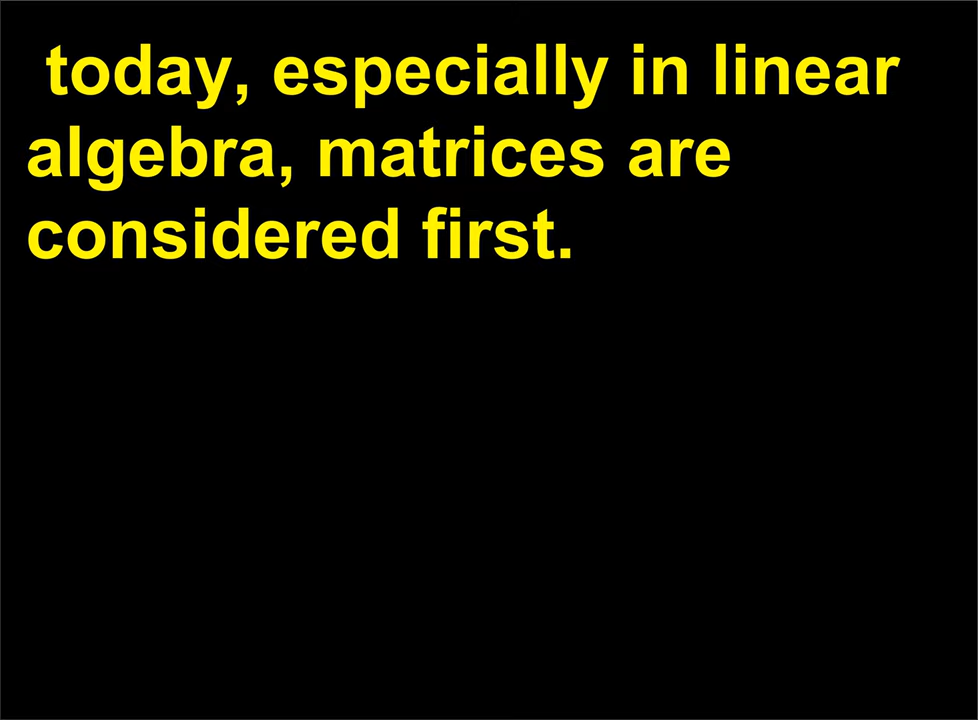 today, especially in linear
algebra, matrices are
considered first.